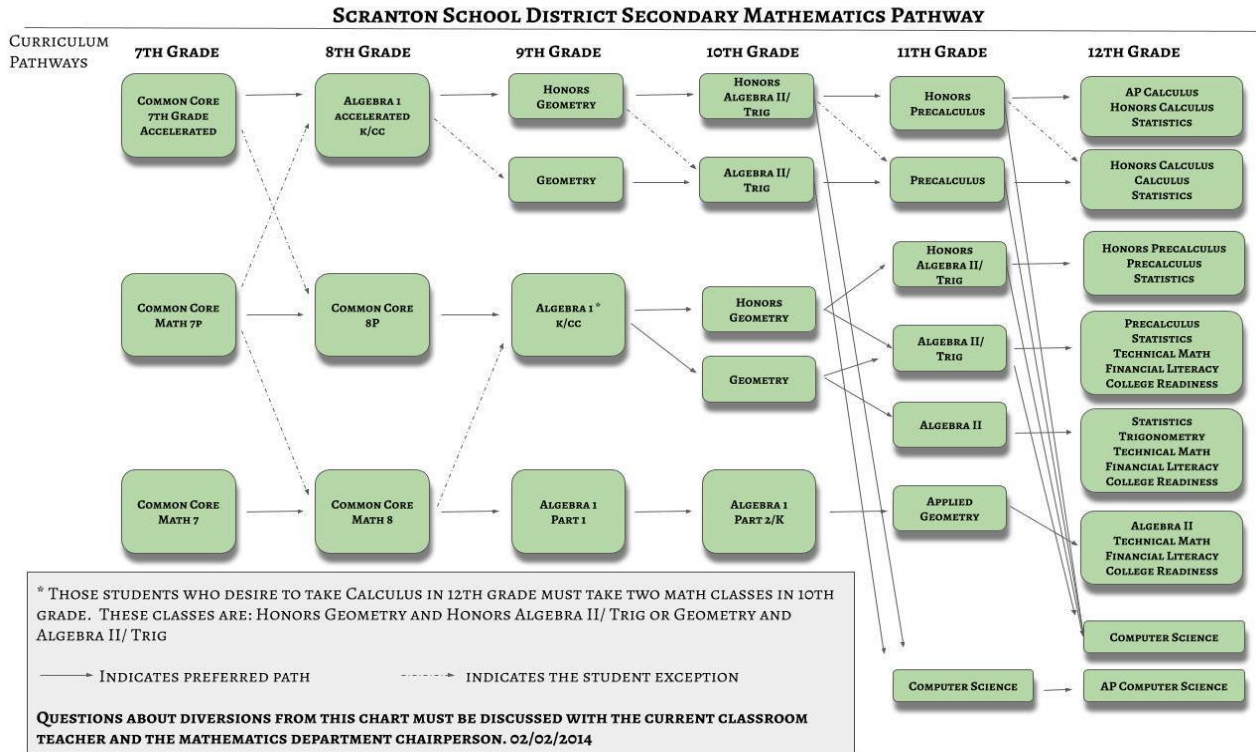 Scranton School District Secondary Mathematics Pathway
Curriculum
Pathways
7th Grade
8th Grade
9th Grade
10th Grade
11th Grade
12th Grade
Common Core
7th Grade
Accelerated
Algebra 1
accelerated
k/cc
Honors
Geometry
Honors
Algebra II/
Trig
Honors
Precalculus
AP Calculus
Honors Calculus
Statistics
Geometry
Algebra II/
Trig
Precalculus
Honors Calculus
Calculus
Statistics
Common Core
Math 7P
Common Core
8P
Algebra 1 *
k/cc
Honors
Geometry
Geometry
Honors
Algebra II/
Trig
Honors Precalculus
Precalculus
Statistics
Algebra II/
Trig
Precalculus
Statistics
Technical Math
Financial Literacy
College Readiness
Algebra II
Statistics
Trigonometry
Technical Math
Financial Literacy
College Readiness
Common Core
Math 7
Common Core
Math 8
Algebra 1
Part 1
Algebra 1
Part 2/K
Applied
Geometry
Algebra II
Technical Math
Financial Literacy
College Readiness
Computer Science
Computer Science
AP Computer Science
* Those students who desire to take Calculus in 12th grade must take two math classes in 10th
grade. These classes are: Honors Geometry and Honors Algebra II/ Trig or Geometry and
Algebra II/ Trig
Indicates preferred path
indicates the student exception
Questions about diversions from this chart must be discussed with the current classroom
teacher and the mathematics department chairperson. 02/02/2014